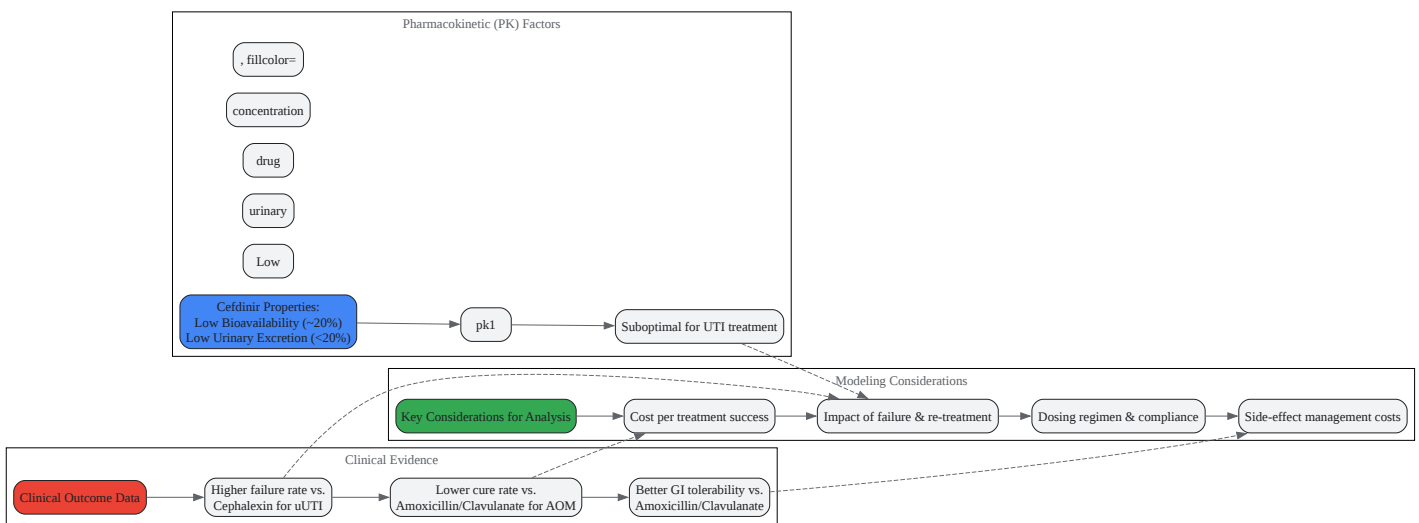 Pharmacokinetic (PK) Factors
, fillcolor=
concentration
drug
urinary
Low
Cefdinir Properties:
Low Bioavailability (~20%)
Low Urinary Excretion (<20%)
pk1
Suboptimal for UTI treatment
Modeling Considerations
Key Considerations for Analysis
Cost per treatment success
Impact of failure & re-treatment
Dosing regimen & compliance
Side-effect management costs
Clinical Evidence
Clinical Outcome Data
Higher failure rate vs.
Cephalexin for uUTI
Lower cure rate vs.
Amoxicillin/Clavulanate for AOM
Better GI tolerability vs.
Amoxicillin/Clavulanate